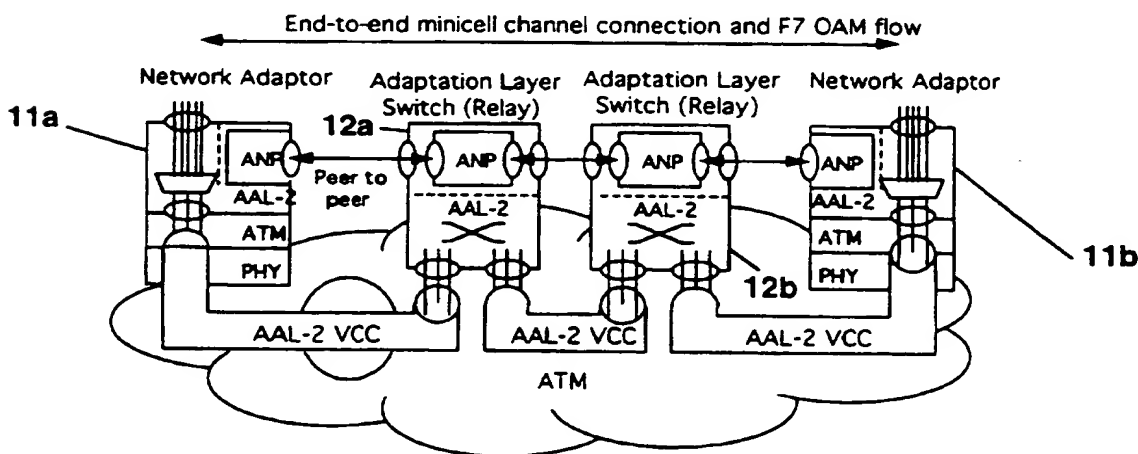 End-to-end minicell channel connection and F7 OAM flow
Network Adaptor
Adaptation Layer
Switch (Relay)
Adaptation Layer
Switch (Relay)
Network Adaptor
11a
12a
ANP
ANP
ANP
ANP
Peer to
peer
AAL-2
AAL-2
AAL-2
AAL-2
ATM
ATM
11b
PHY
PHY
12b
AAL-2 VCC
AAL-2 VCC
AAL-2 VCC
ATM